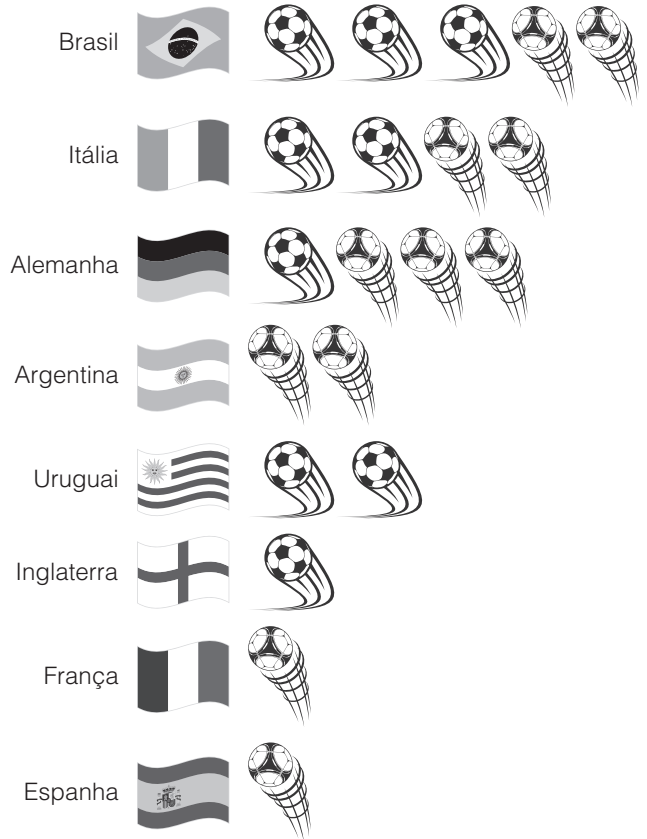 Brasil
Itália
Alemanha
Argentina
Uruguai
Inglaterra
França
Espanha